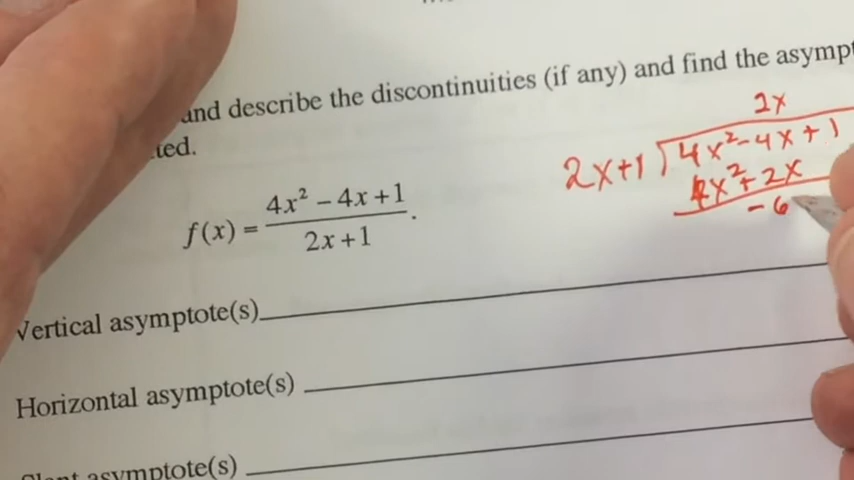 and describe the discontinuities (if any) and find the
ted.
2x
2x+1 4x²-4x+1
4x²+2x
-6
f(x) = (4x² – 4x + 1)/(2x + 1).
Vertical asymptote(s)
Horizontal asymptote(s)
asymptote(s)